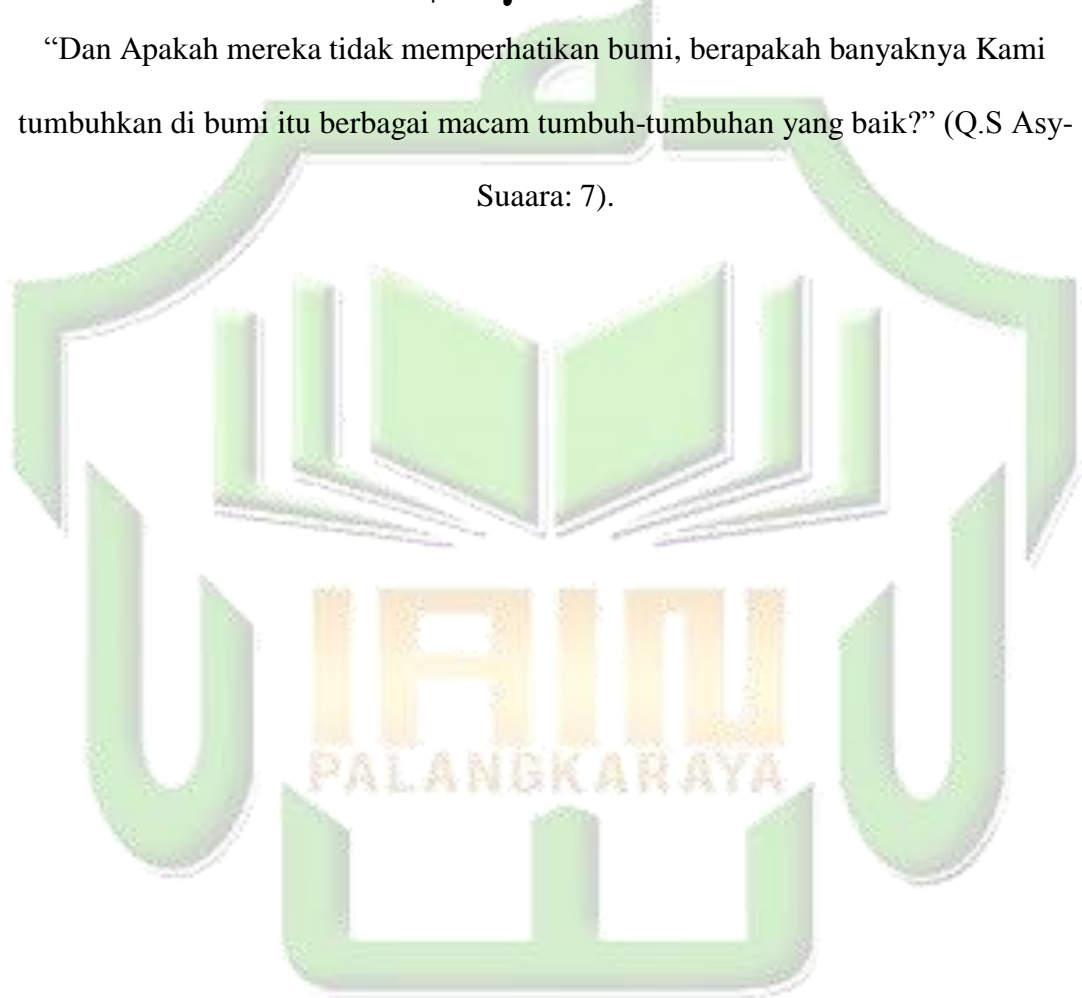 “Dan Apakah mereka tidak memperhatikan bumi, berapakah banyaknya Kami
tumbuhkan di bumi itu berbagai macam tumbuh-tumbuhan yang baik?” (Q.S Asy-
Suaara: 7).
IAIN
PALANGKARAYA